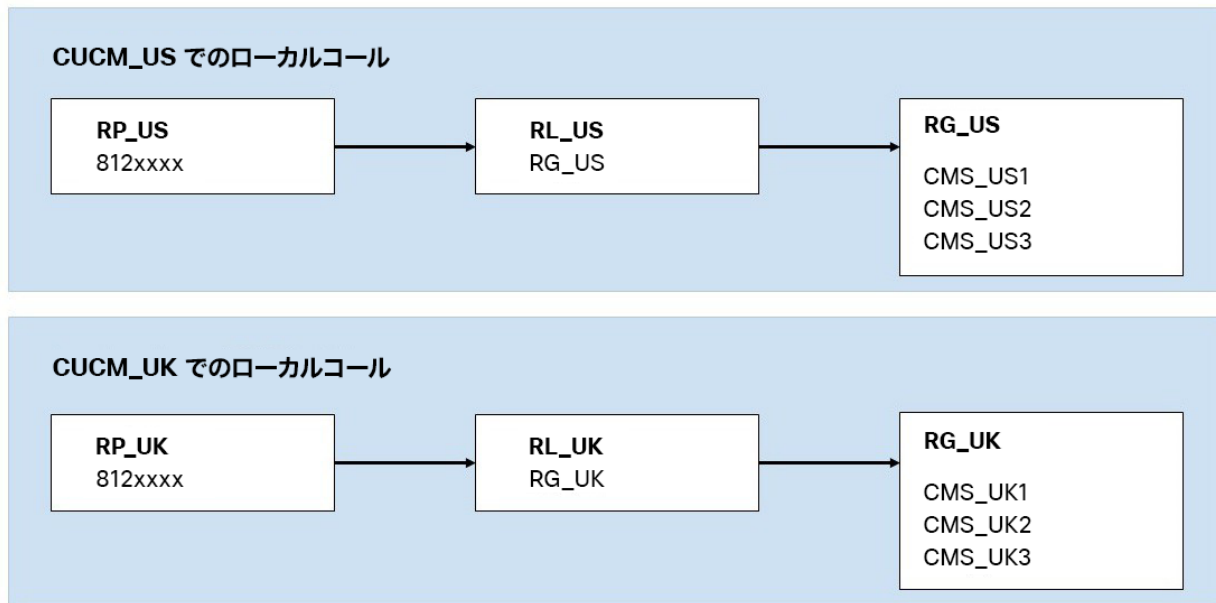 CUCM_US でのローカルコール
RP_US
812xxxx
RL_US
RG_US
RG_US
CMS_US1
CMS_US2
CMS_US3
CUCM_UK でのローカルコール
RP_UK
812xxxx
RL_UK
RG_UK
RG_UK
CMS_UK1
CMS_UK2
CMS_UK3